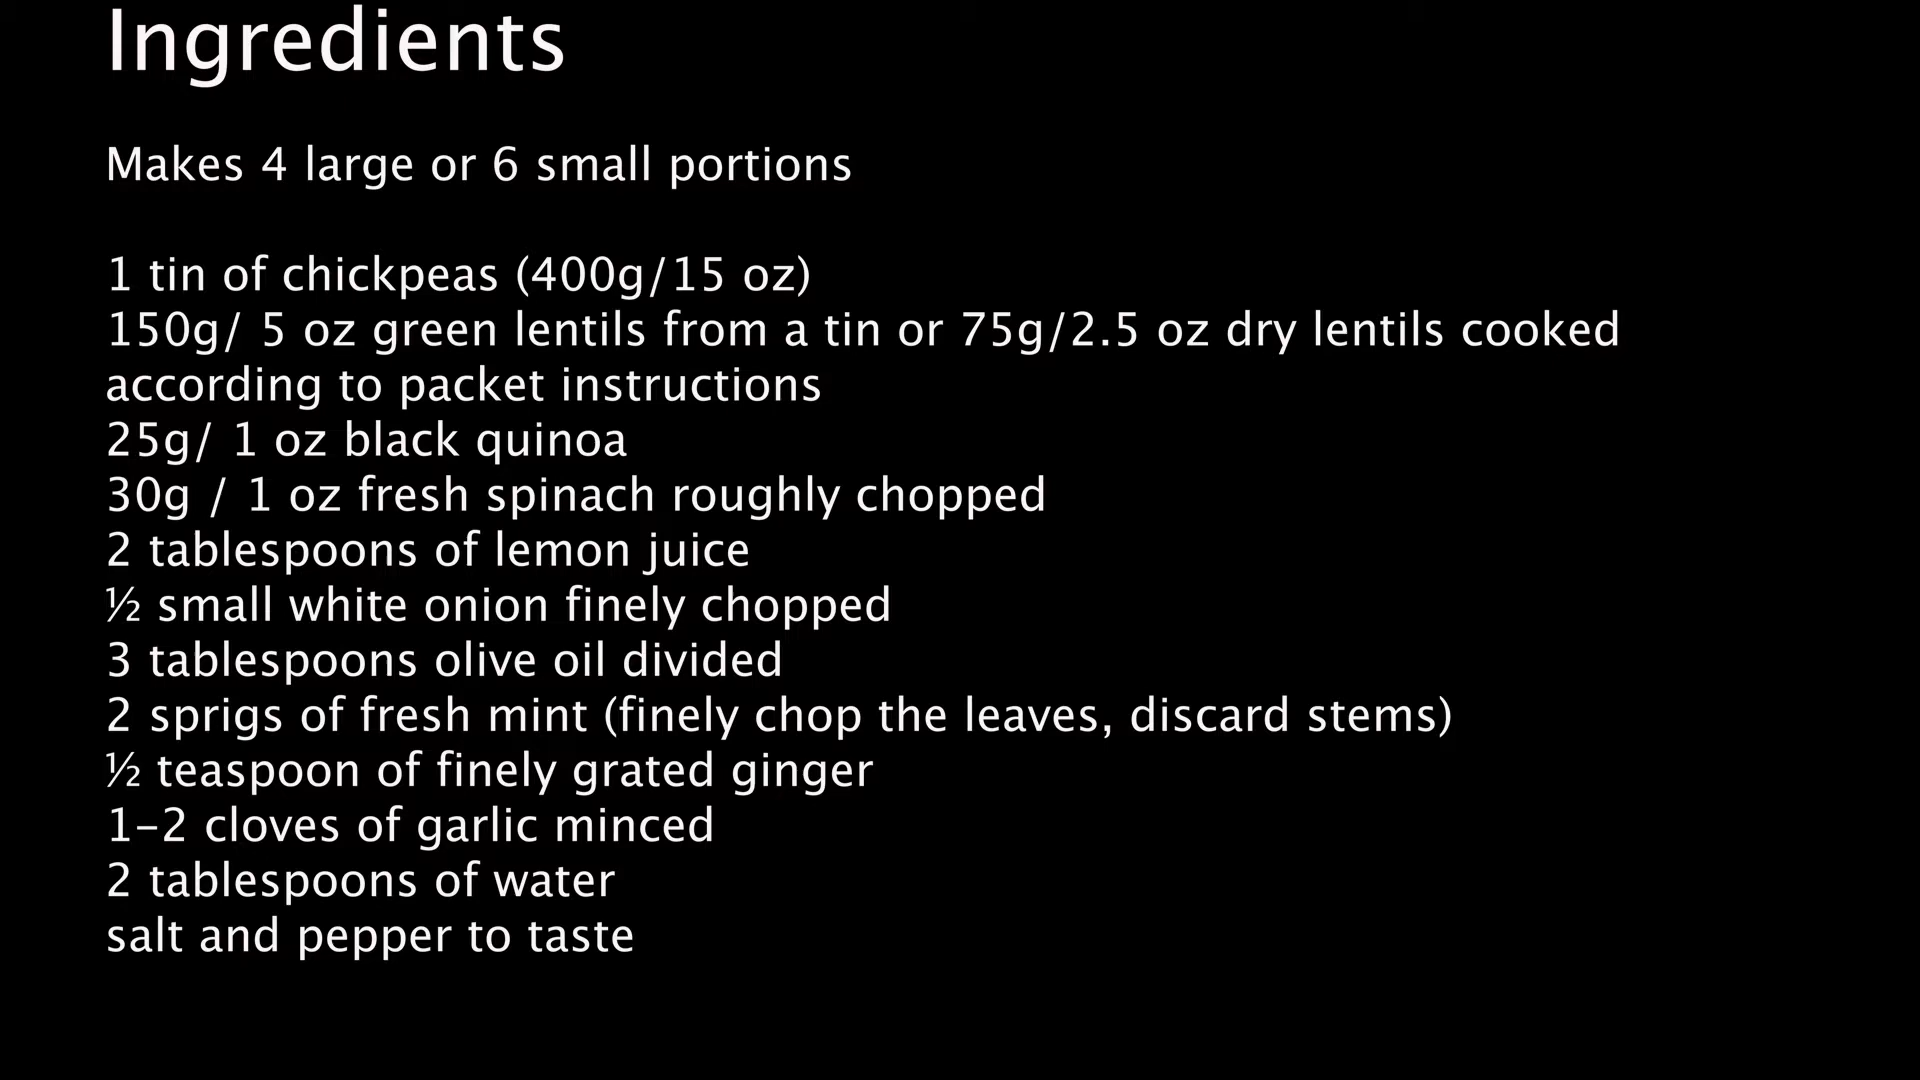 Ingredients
Makes 4 large or 6 small portions
1 tin of chickpeas (400g/15 oz)
150g/ 5 oz green lentils from a tin or 75g/2.5 oz dry lentils cooked
according to packet instructions
25g/ 1 oz black quinoa
30g / 1 oz fresh spinach roughly chopped
2 tablespoons of lemon juice
½ small white onion finely chopped
3 tablespoons olive oil divided
2 sprigs of fresh mint (finely chop the leaves, discard stems)
½ teaspoon of finely grated ginger
1–2 cloves of garlic minced
2 tablespoons of water
salt and pepper to taste